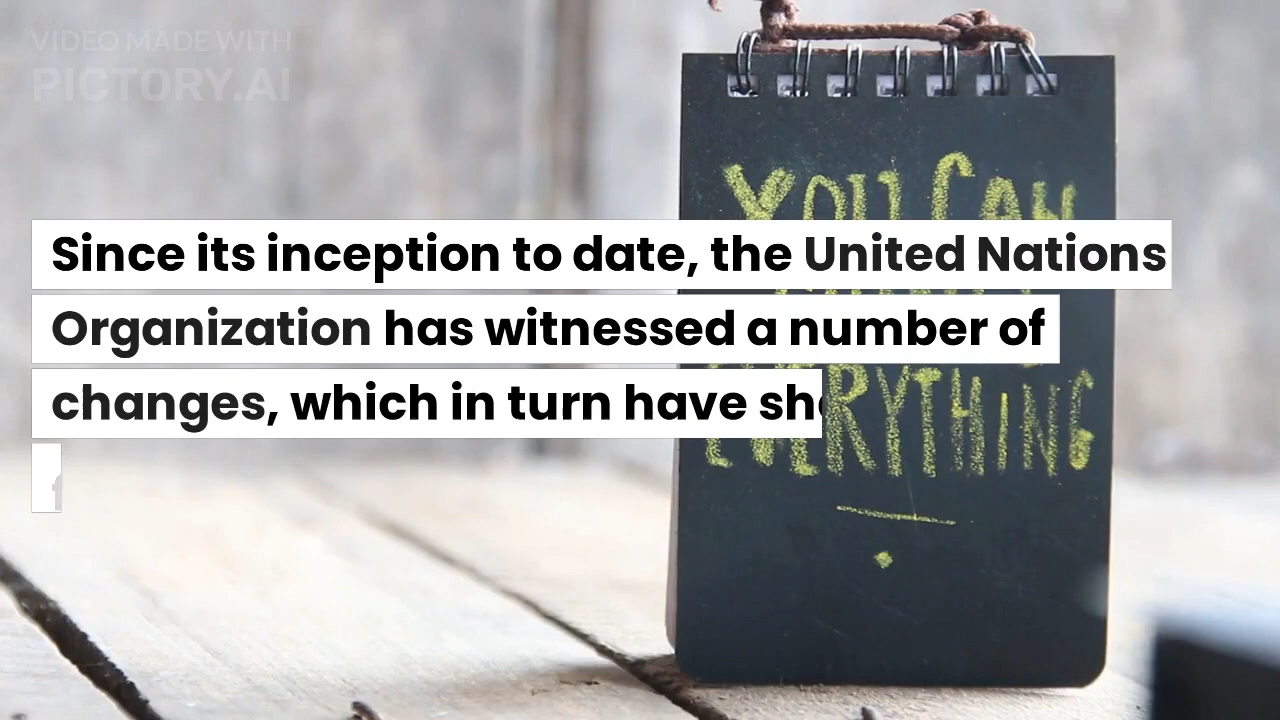 VIDEO MADE WITH
PICTORY.AI
YOU CAN
Since its inception to date, the United Nations
Organization has witnessed a number of
changes, which in turn have
EVERYTHING